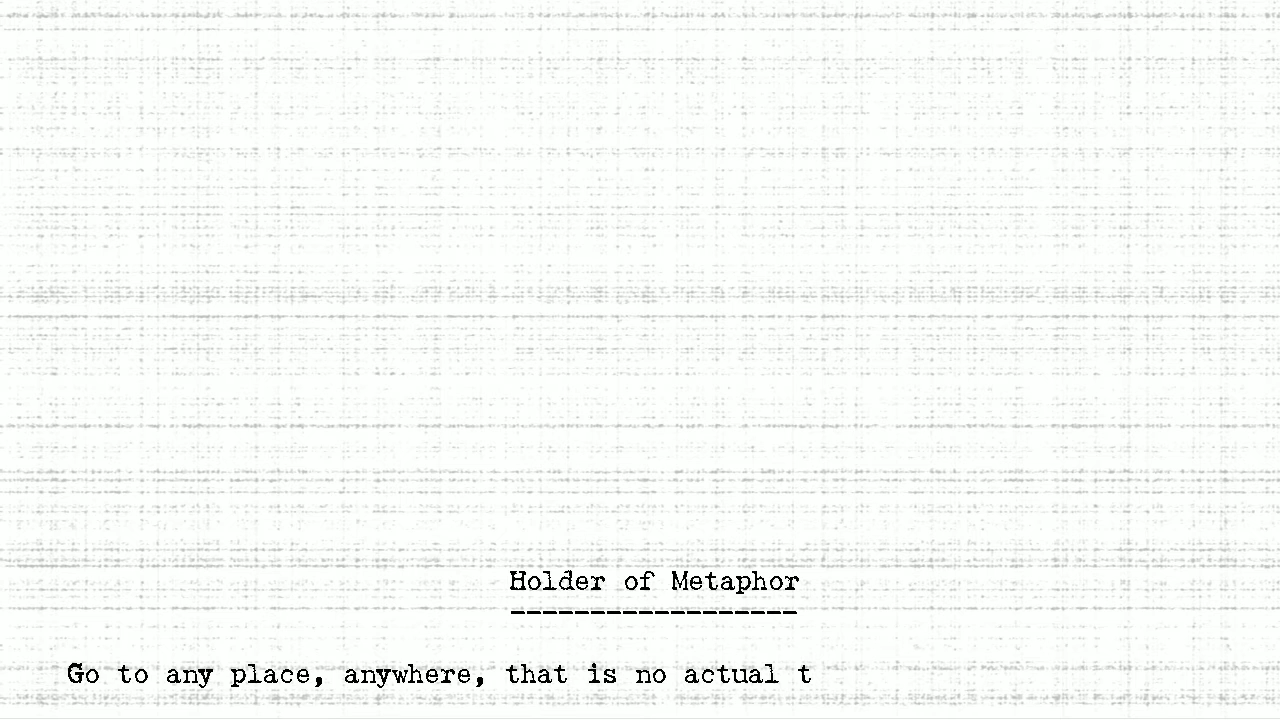 Holder of Metaphor
Go to any place, anywhere, that is no actual t